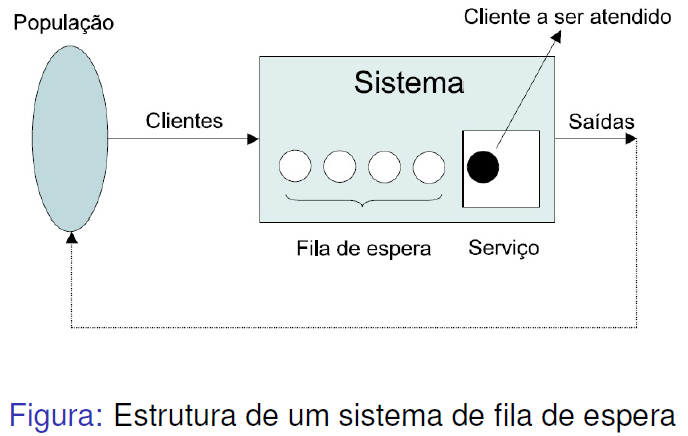 População
Cliente a ser atendido
Sistema
Clientes
Saídas
Fila de espera
Serviço
Figura: Estrutura de um sistema de fila de espera